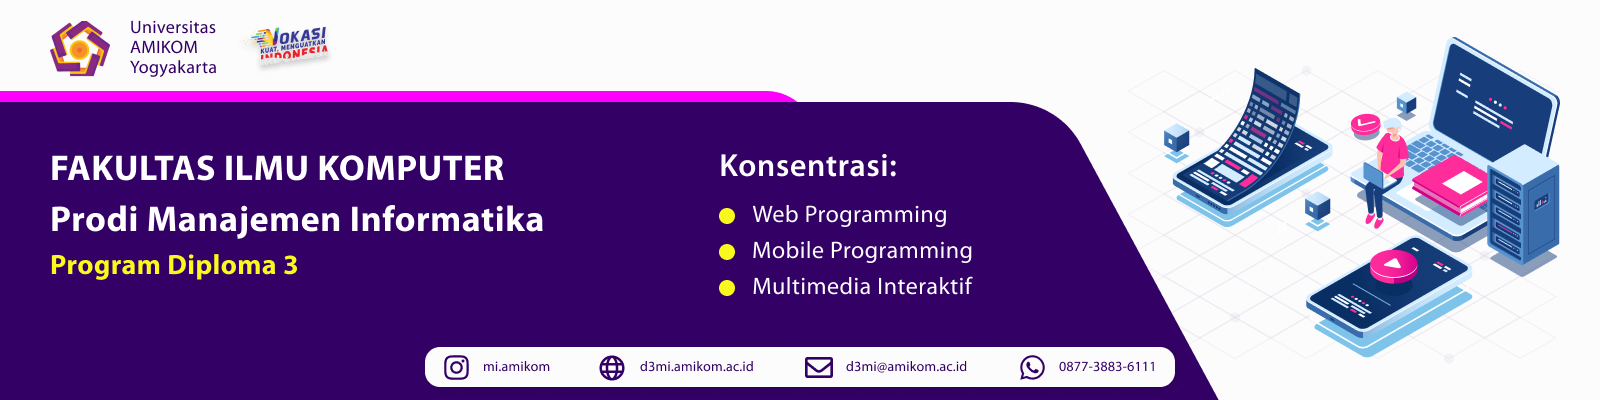 Universitas
AMIKOM
Yogyakarta
VOKASI
KUAT, MENGUATKAN
INDONESIA
FAKULTAS ILMU KOMPUTER
Prodi Manajemen Informatika
Program Diploma 3
Konsentrasi:
Web Programming
Mobile Programming
Multimedia Interaktif
mi.amikom
d3mi.amikom.ac.id
d3mi@amikom.ac.id
0877-3883-6111